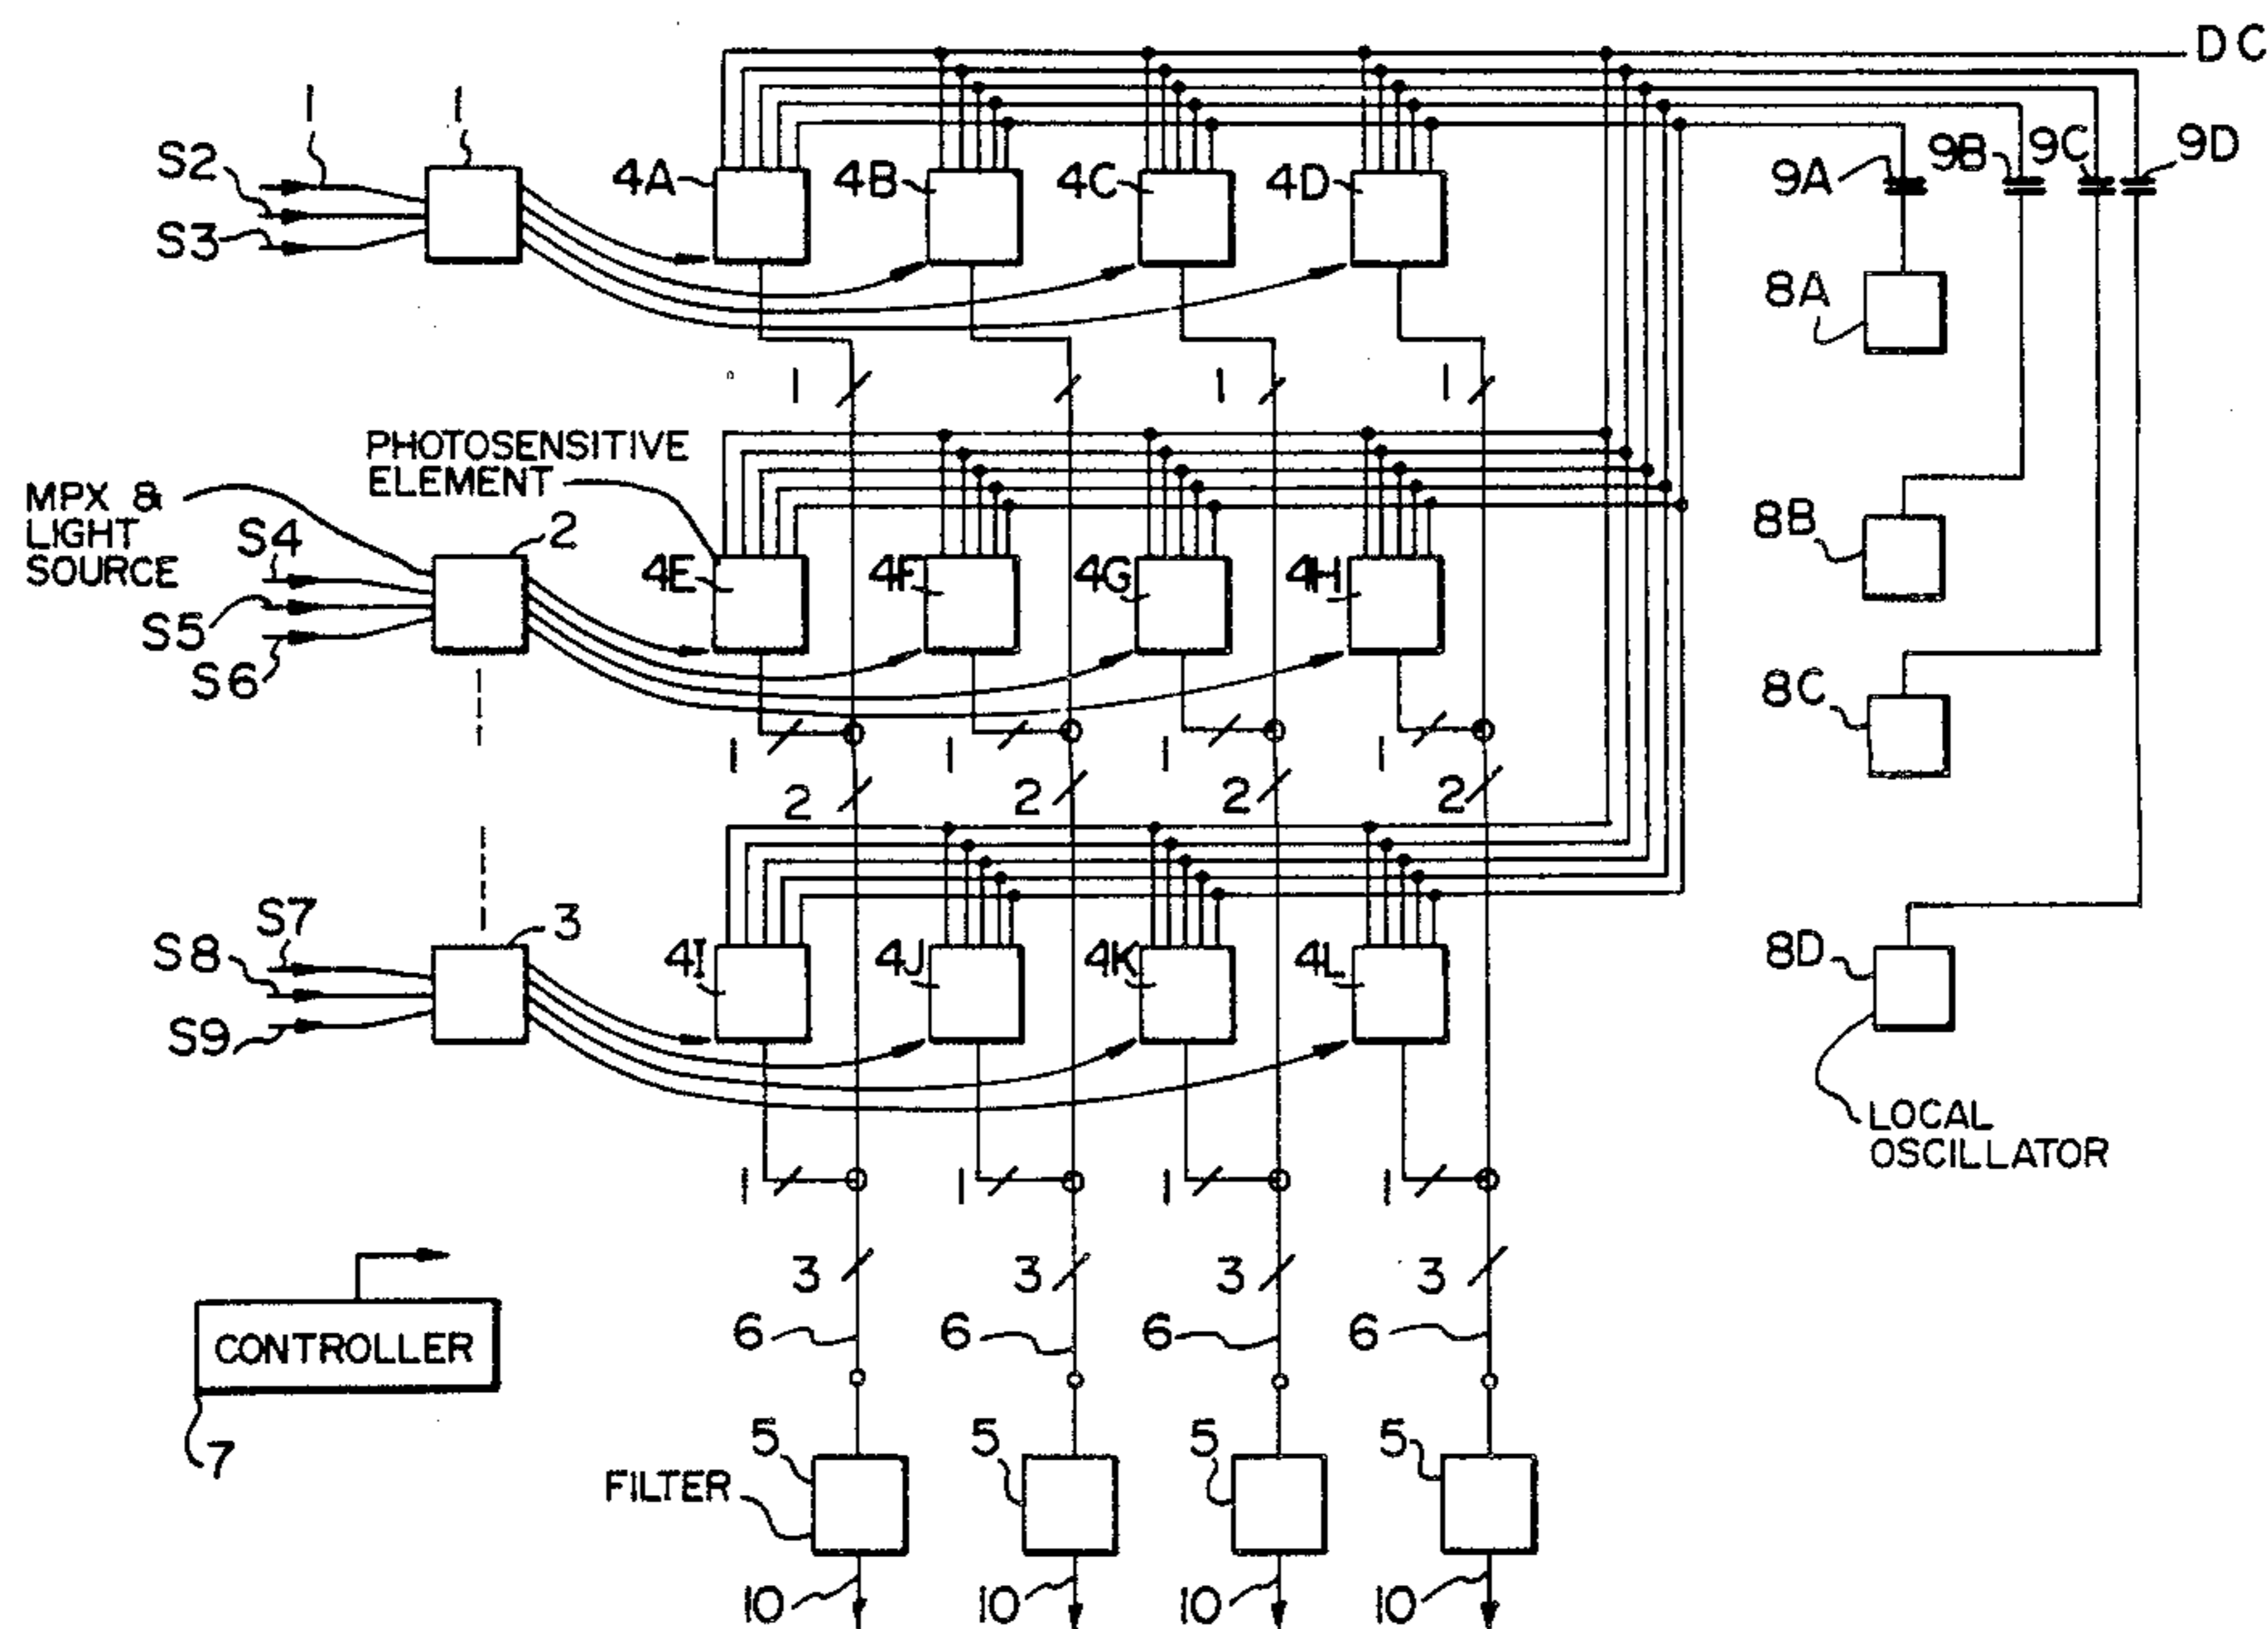 DC
1 1
S2
S3
4A 4B 4C 4D
9A 9B 9C 9D
8A
1 1 1
PHOTOSENSITIVE
ELEMENT
MPX &
LIGHT
SOURCE
S4
S5
S6
2
4E 4F 4G 4H
8B
8C
1 1 1 1
2 2 2 2
S7
S8
S9
3
4I 4J 4K 4L
8D
LOCAL
OSCILLATOR
1 1 1 1
3 3 3 3
CONTROLLER
7
6 6 6 6
5 5 5 5
FILTER
10 10 10 10